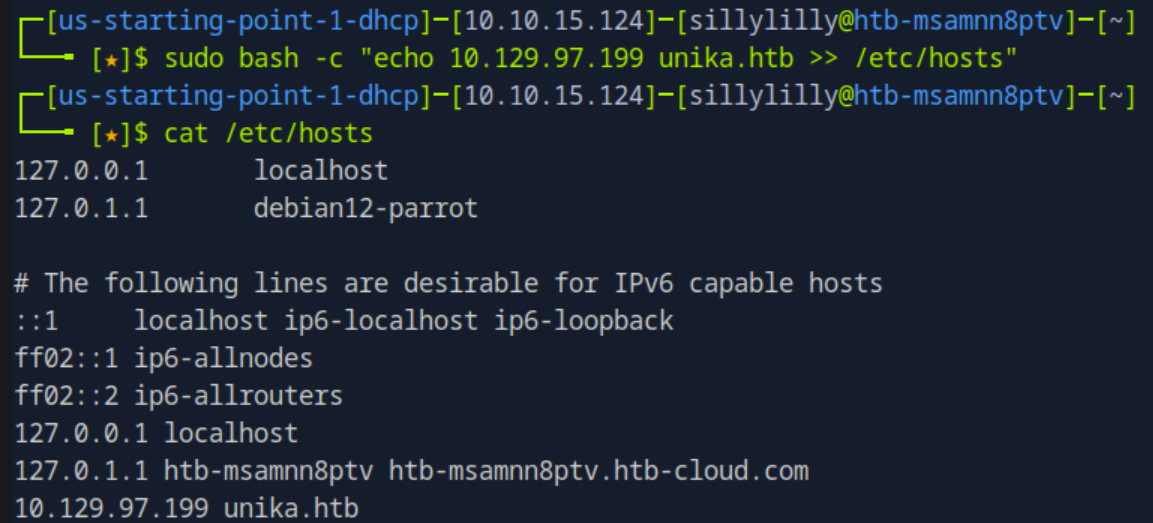 [us-starting-point-1-dhcp]-[10.10.15.124]-[sillylilly@htb-msamnn8ptv]-[~]
[★]$ sudo bash -c "echo 10.129.97.199 unika.htb >> /etc/hosts"
[us-starting-point-1-dhcp]-[10.10.15.124]-[sillylilly@htb-msamnn8ptv]-[~]
[★]$ cat /etc/hosts
127.0.0.1 localhost
127.0.1.1 debian12-parrot
# The following lines are desirable for IPv6 capable hosts
::1 localhost ip6-localhost ip6-loopback
ff02::1 ip6-allnodes
ff02::2 ip6-allrouters
127.0.0.1 localhost
127.0.1.1 htb-msamnn8ptv htb-msamnn8ptv.htb-cloud.com
10.129.97.199 unika.htb